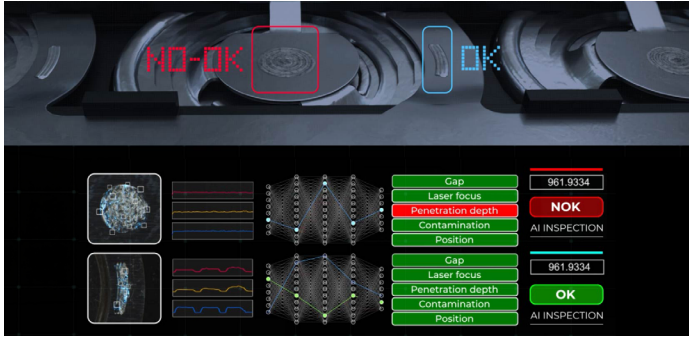 NO-OK
OK
Gap
Laser focus
Penetration depth
Contamination
Position
961.9334
NOK
AI INSPECTION
Gap
Laser focus
Penetration depth
Contamination
Position
961.9334
OK
AI INSPECTION